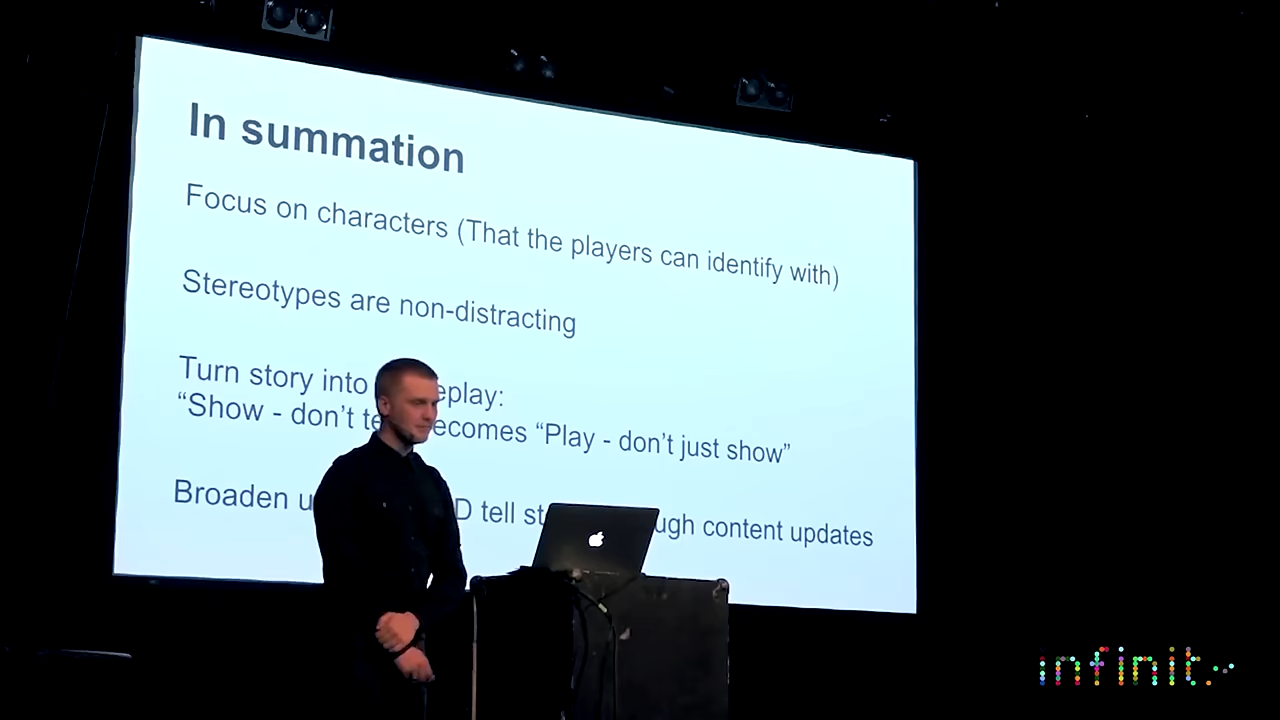 In summation
Focus on characters (That the players can identify with)
Stereotypes are non-distracting
Turn story into eplay:
“Show - don’t te ecomes “Play - don’t just show”
Broaden u D tell st ugh content updates
infinit